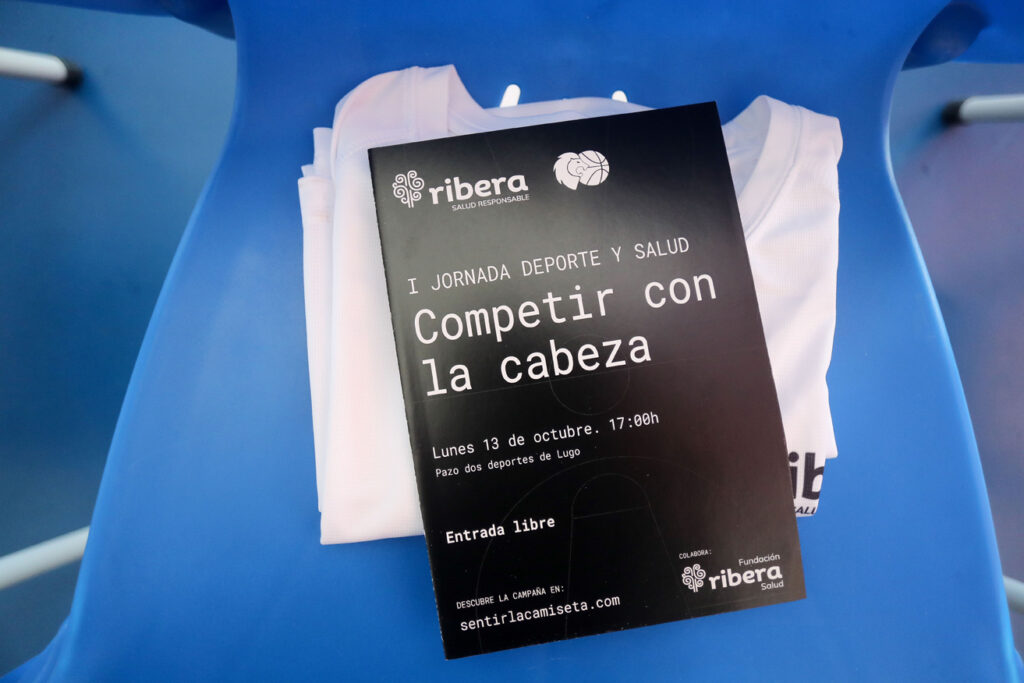 ribera
SALUD RESPONSABLE
I JORNADA DEPORTE Y SALUD
Competir con
la cabeza
Lunes 13 de octubre. 17:00h
Pazo dos deportes de Lugo
Entrada libre
DESCUBRE LA CAMPAÑA EN:
sentirlacamiseta.com
COLABORA:
Fundación
ribera
Salud